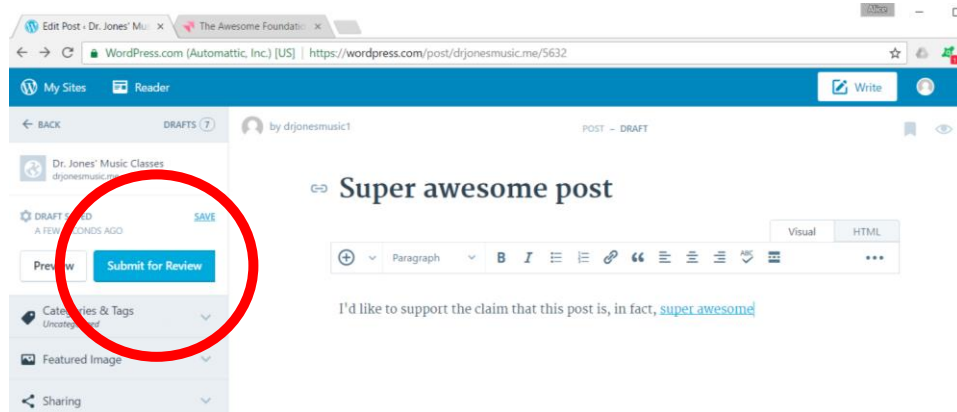 Alice
Edit Post ‹ Dr. Jones' Mu
The Awesome Foundatio
WordPress.com (Automattic, Inc.) [US] | https://wordpress.com/post/drjonesmusic.me/5632
My Sites Reader Write
BACK DRAFTS 7 by drjonesmusic1 POST – DRAFT
Dr. Jones' Music Classes
drjonesmusic.me
Super awesome post
DRAFT SAVED SAVE
A FEW SECONDS AGO
Visual HTML
Preview Submit for Review
Paragraph B I ABC
Categories & Tags
Uncategorized
I'd like to support the claim that this post is, in fact, super awesome
Featured Image
Sharing